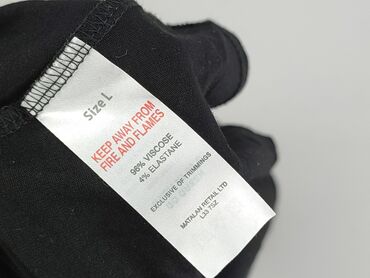 Size L
KEEP AWAY FROM
FIRE AND FLAMES
96% VISCOSE
4% ELASTANE
EXCLUSIVE OF TRIMMINGS
MATALAN RETAIL LTD
L33 7SZ